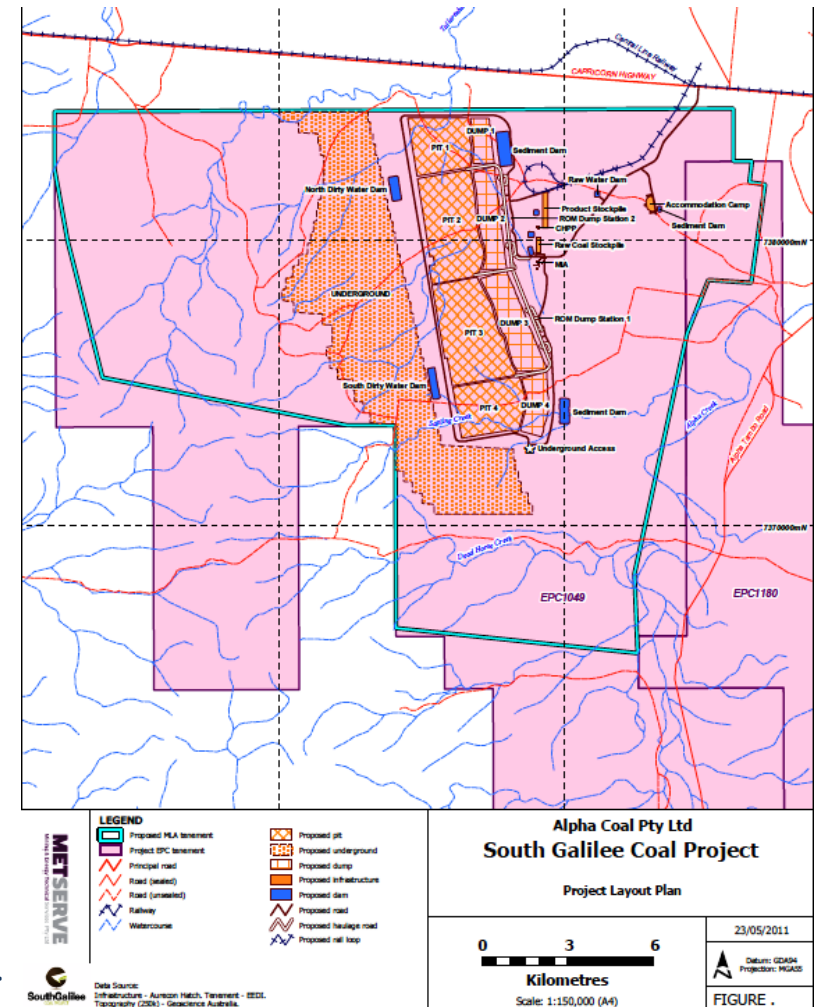 Central Line Railway
CAPRICORN HIGHWAY
PIT 1
DUMP 1
Sediment Dam
North Dirty Water Dam
Raw Water Dam
Product Stockpile
Accommodation Camp
PIT 2
DUMP 2
ROM Dump Station 2
CHPP
Sediment Dam
Raw Coal Stockpile
7380000mN
MIA
UNDERGROUND
PIT 3
DUMP 3
ROM Dump Station 1
South Dirty Water Dam
PIT 4
DUMP 4
Sediment Dam
Sapling Creek
Alpha Creek
Alpha Tambo Road
Underground Access
7370000mN
Dead Horse Creek
EPC1049
EPC1180
METSERVE
Mining & Energy Technical Services Pty Ltd
LEGEND
Proposed MLA tenement
Project EPC tenement
Principal road
Road (sealed)
Road (unsealed)
Railway
Watercourse
Proposed pit
Proposed underground
Proposed dump
Proposed infrastructure
Proposed dam
Proposed road
Proposed haulage road
Proposed rail loop
Alpha Coal Pty Ltd
South Galilee Coal Project
Project Layout Plan
0 3 6
Kilometres
Scale: 1:150,000 (A4)
23/05/2011
Datum: GDA94
Projection: MGA55
FIGURE .
SouthGalilee
Data Source:
Infrastructure - Aurecon Hatch. Tenement - EEDI.
Topography (250k) - Geoscience Australia.